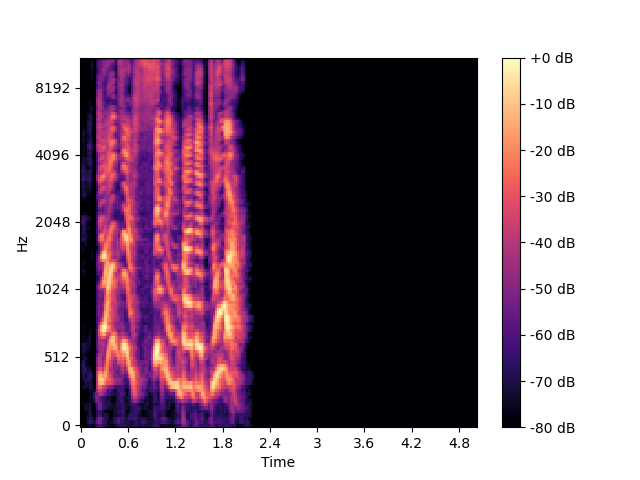 +0 dB
8192
-10 dB
4096
-20 dB
-30 dB
2048
Hz
-40 dB
1024
-50 dB
512
-60 dB
-70 dB
0
-80 dB
0 0.6 1.2 1.8 2.4 3 3.6 4.2 4.8
Time